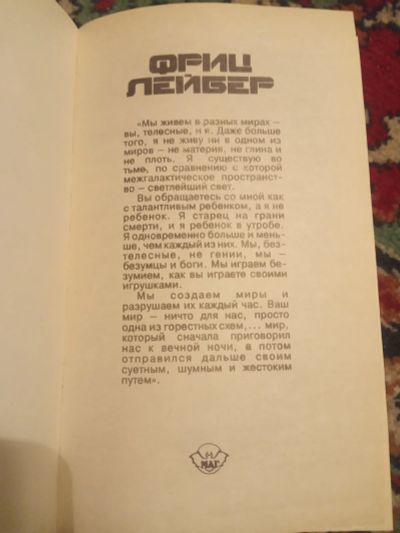 ФРИЦ
ЛЕЙБЕР
«Мы живем в разных мирах –
вы, телесные, и я. Даже больше
того, я не живу ни в одном из
миров – не материя, не глина и
не плоть. Я существую во
тьме, по сравнению с которой
межгалактическое пространст-
во – светлейший свет.
Вы обращаетесь со мной как
с талантливым ребенком, а я не
ребенок. Я старец на грани
смерти, и я ребенок в утробе.
Я одновременно больше и мень-
ше, чем каждый из них. Мы, без-
телесные, не гении, мы –
безумцы и боги. Мы играем бе-
зумием, как вы играете своими
игрушками.
Мы создаем миры и
разрушаем их каждый час. Ваш
мир – ничто для нас, просто
одна из горестных схем,... мир,
который сначала приговорил
нас к вечной ночи, а потом
отправился дальше своим
суетным, шумным и жестоким
путем».
МАГ